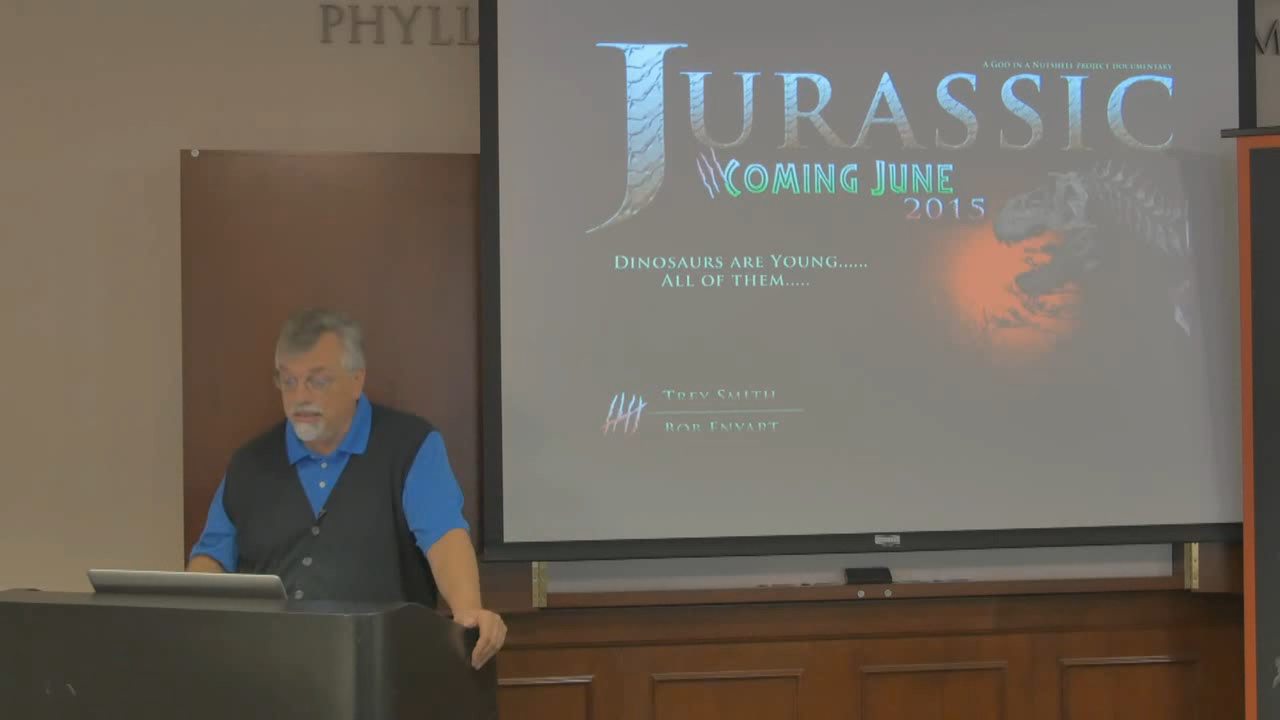 PHYLL
A God in a Nutshell Project Documentary
JURASSIC
COMING JUNE
2015
DINOSAURS ARE YOUNG......
ALL OF THEM.....
TREY SMITH
BOB ENYART